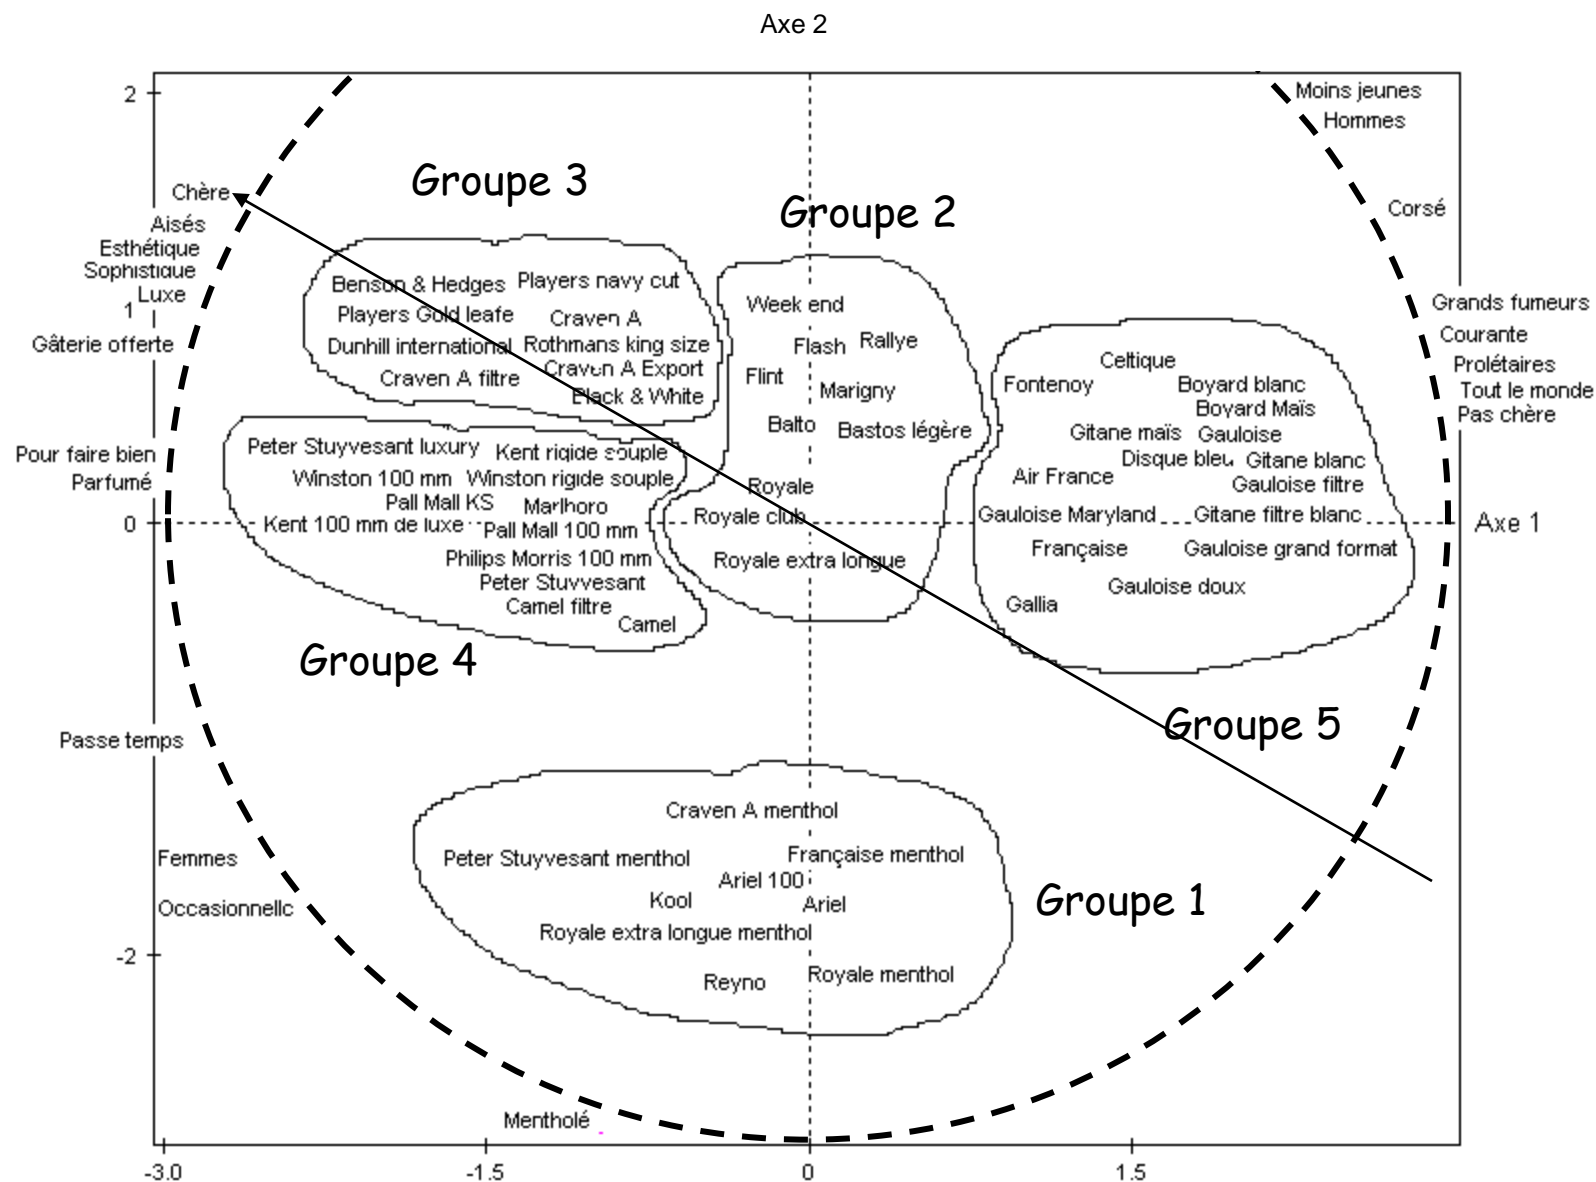 Axe 2
2
Moins jeunes
Hommes
Groupe 3
Chère
Groupe 2
Corsé
Aisés
Esthétique
Sophistique
Luxe
1
Gâterie offerte
Benson & Hedges
Players navy cut
Players Gold leafe
Craven A
Dunhill international
Rothmans king size
Craven A Export
Craven A filtre
Black & White
Week end
Flash
Rallye
Flint
Marigny
Balto
Bastos légère
Royale
Royale club
Royale extra longue
Grands fumeurs
Courante
Prolétaires
Tout le monde
Pas chère
Celtique
Fontenoy
Boyard blanc
Boyard Maïs
Gitane maïs
Gauloise
Disque bleu
Gitane blanc
Air France
Gauloise filtre
Gauloise Maryland
Gitane filtre blanc
Française
Gauloise grand format
Gauloise doux
Gallia
Pour faire bien
Parfumé
Peter Stuyvesant luxury
Kent rigide souple
Winston 100 mm
Winston rigide souple
Pall Mall KS
Marlboro
0
Kent 100 mm de luxe
Pall Mall 100 mm
Axe 1
Philips Morris 100 mm
Peter Stuyvesant
Camel filtre
Camel
Groupe 4
Groupe 5
Passe temps
Craven A menthol
Femmes
Peter Stuyvesant menthol
Française menthol
Ariel 100
Kool
Ariel
Groupe 1
Occasionnelle
Royale extra longue menthol
-2
Reyno
Royale menthol
Mentholé
-3.0
-1.5
0
1.5